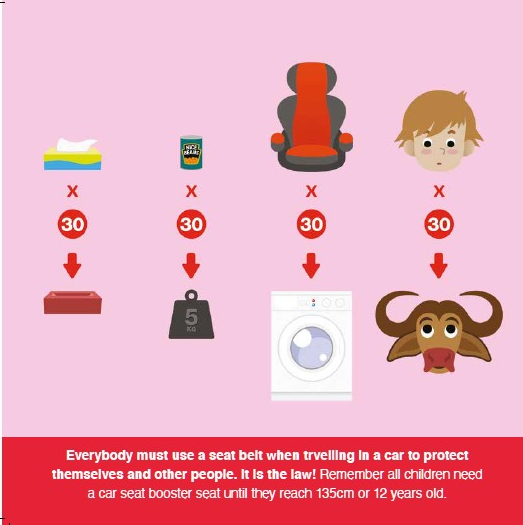 NICE
BEANZ
X X X X
30 30 30 30
5
KG
Everybody must use a seat belt when trvelling in a car to protect
themselves and other people. It is the law! Remember all children need
a car seat booster seat until they reach 135cm or 12 years old.